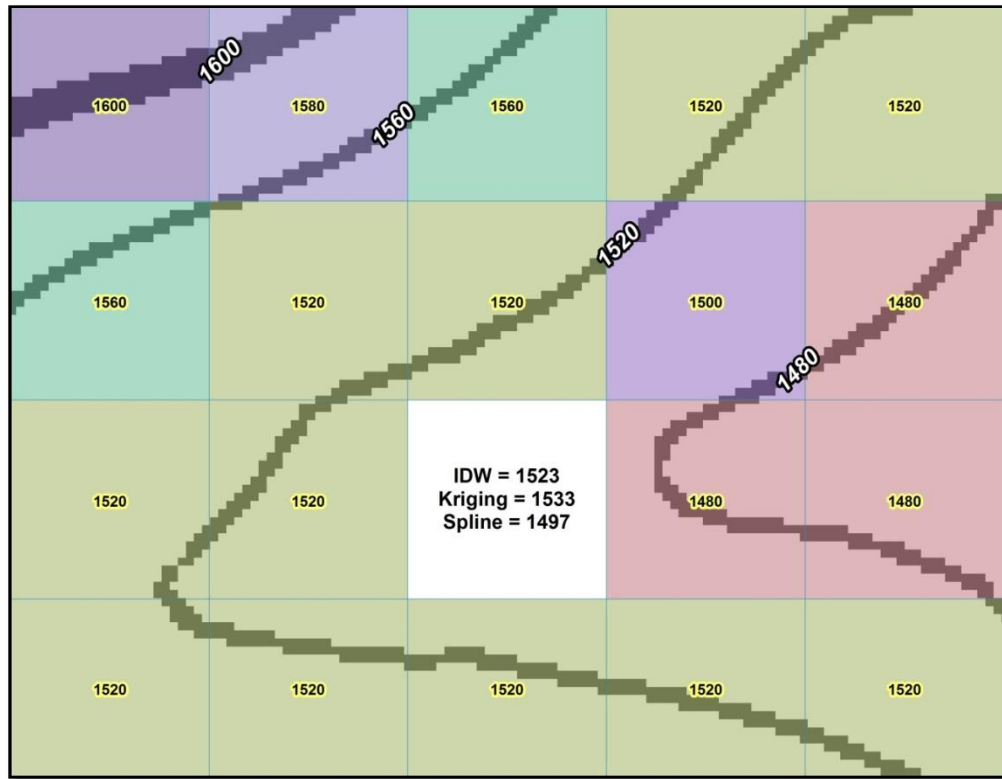 1600
1600 1580 1560 1560 1520 1520
1520
1560 1520 1520 1500 1480
1480
IDW = 1523
Kriging = 1533
Spline = 1497
1520 1520 1480 1480
1520 1520 1520 1520 1520